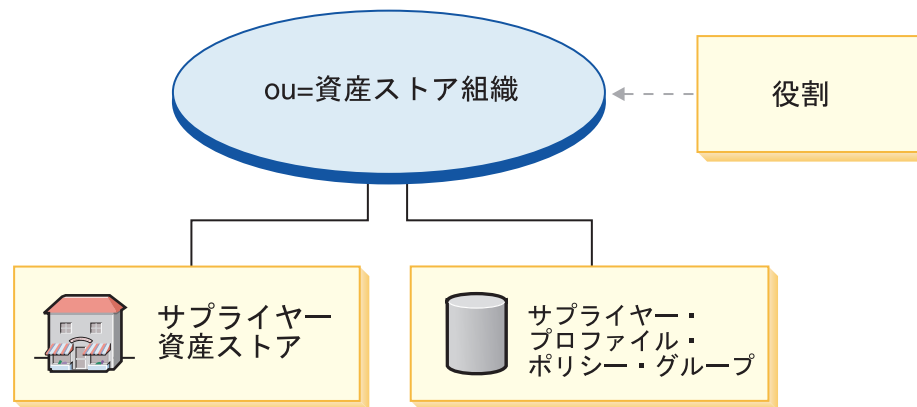 ou=資産ストア組織
役割
サプライヤー
資産ストア
サプライヤー・
プロファイル・
ポリシー・グループ